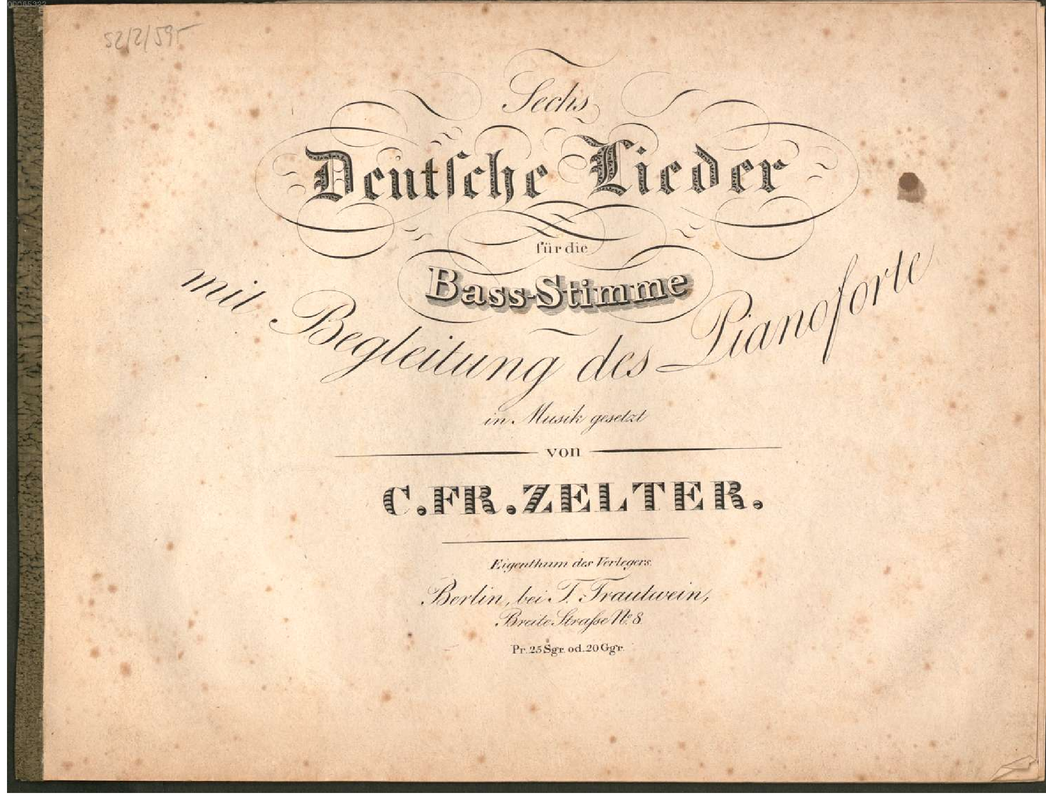 52/2/595
Sechs
Deutſche Lieder
für die
Bass-Stimme
mit Begleitung des Pianoforte
in Musik gesetzt
von
C. FR. ZELTER.
Eigenthum des Verlegers.
Berlin, bei T. Trautwein,
Breite Straſse Nº 8.
Pr. 25 Sgr. od. 20 Ggr.